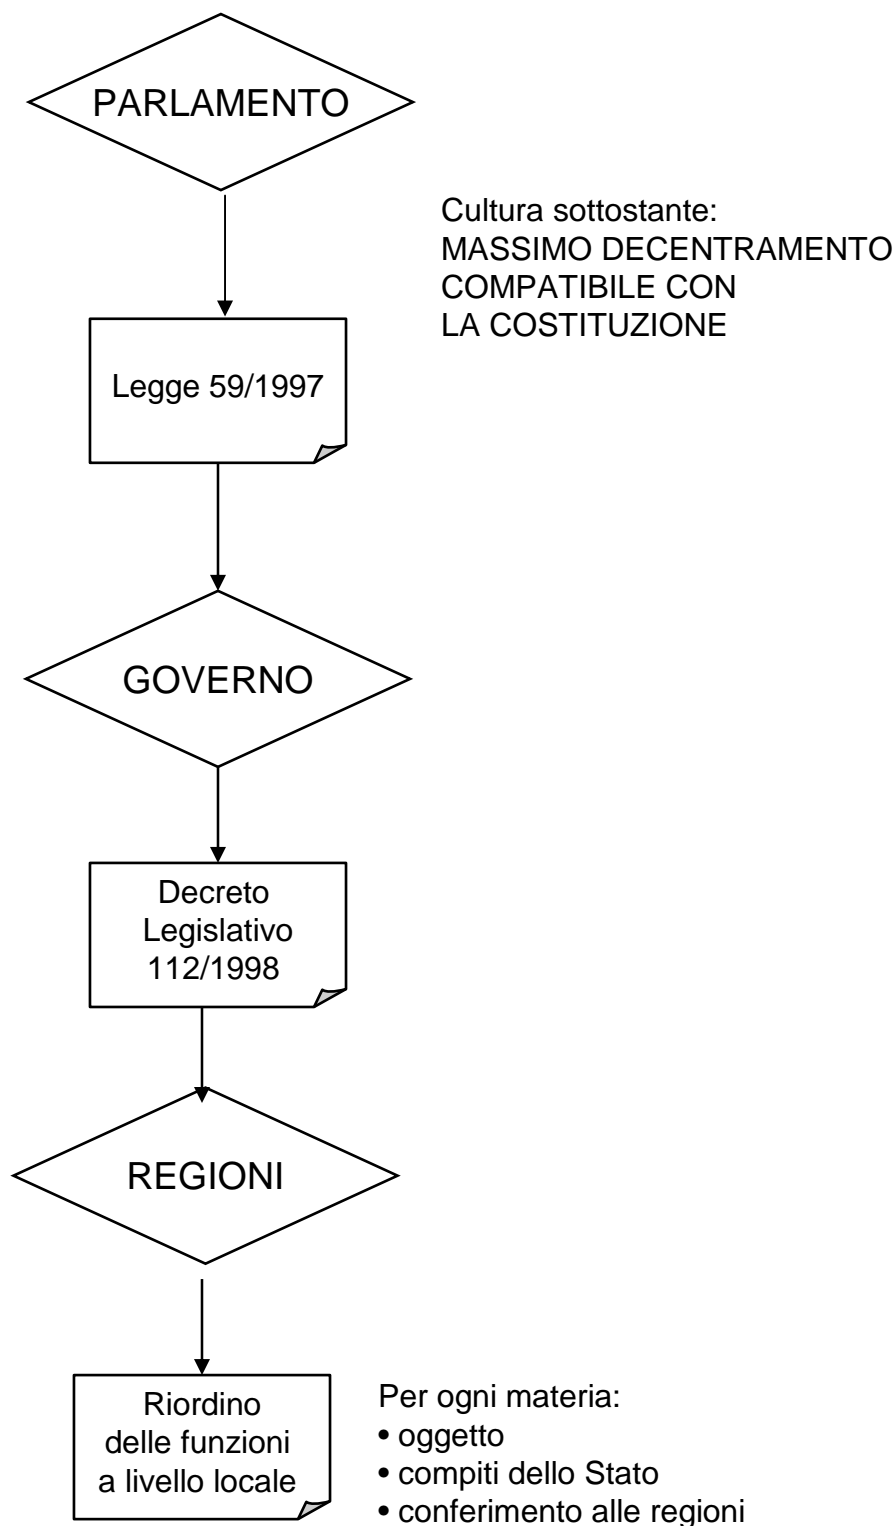 PARLAMENTO
Cultura sottostante:
MASSIMO DECENTRAMENTO
COMPATIBILE CON
LA COSTITUZIONE
Legge 59/1997
GOVERNO
Decreto
Legislativo
112/1998
REGIONI
Riordino
delle funzioni
a livello locale
Per ogni materia:
• oggetto
• compiti dello Stato
• conferimento alle regioni